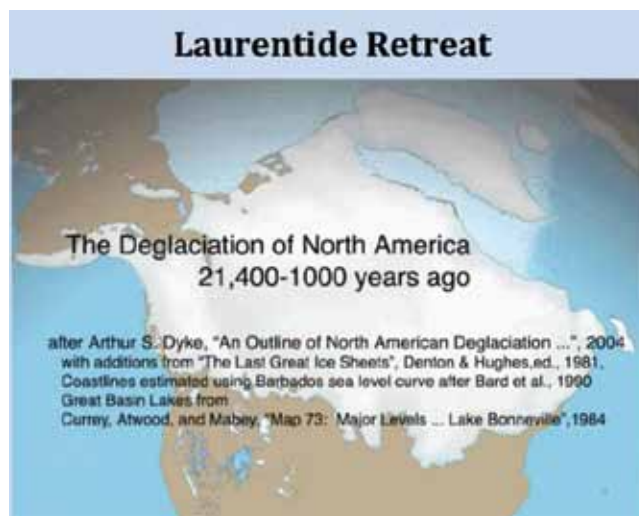 Laurentide Retreat
The Deglaciation of North America
21,400-1000 years ago
after Arthur S. Dyke, "An Outline of North American Deglaciation ...", 2004
with additions from "The Last Great Ice Sheets", Denton & Hughes,ed., 1981,
Coastlines estimated using Barbados sea level curve after Bard et al., 1990
Great Basin Lakes from
Currey, Atwood, and Mabey, "Map 73: Major Levels ... Lake Bonneville",1984